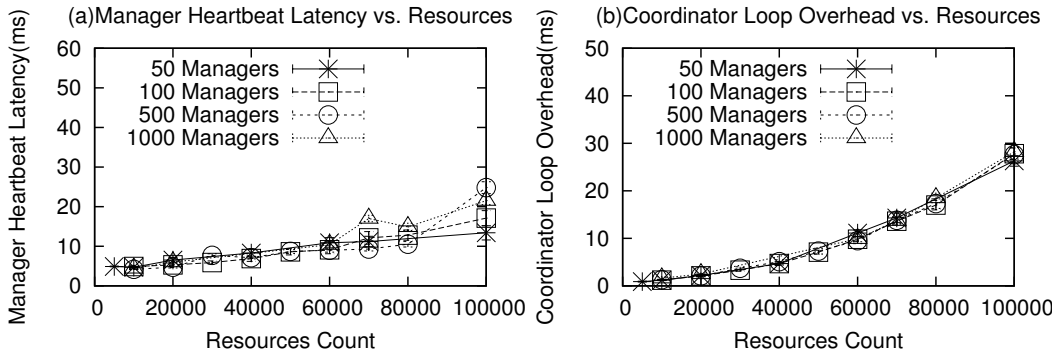 (a)Manager Heartbeat Latency vs. Resources
Manager Heartbeat Latency(ms)
60
50
40
30
20
10
0
50 Managers
100 Managers
500 Managers
1000 Managers
0 20000 40000 60000 80000 100000
Resources Count
(b)Coordinator Loop Overhead vs. Resources
Coordinator Loop Overhead(ms)
50
40
30
20
10
0
50 Managers
100 Managers
500 Managers
1000 Managers
0 20000 40000 60000 80000 100000
Resources Count